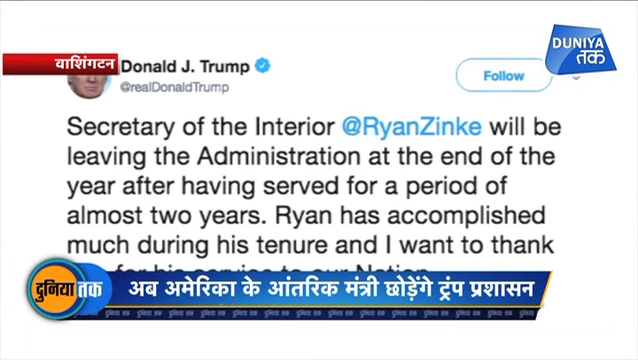 वाशिंगटन
DUNIYA
तक
Donald J. Trump
@realDonaldTrump
Follow
Secretary of the Interior @RyanZinke will be
leaving the Administration at the end of the
year after having served for a period of
almost two years. Ryan has accomplished
much during his tenure and I want to thank
for his service to our Nation
दुनिया तक
अब अमेरिका के आंतरिक मंत्री छोड़ेंगे ट्रंप प्रशासन